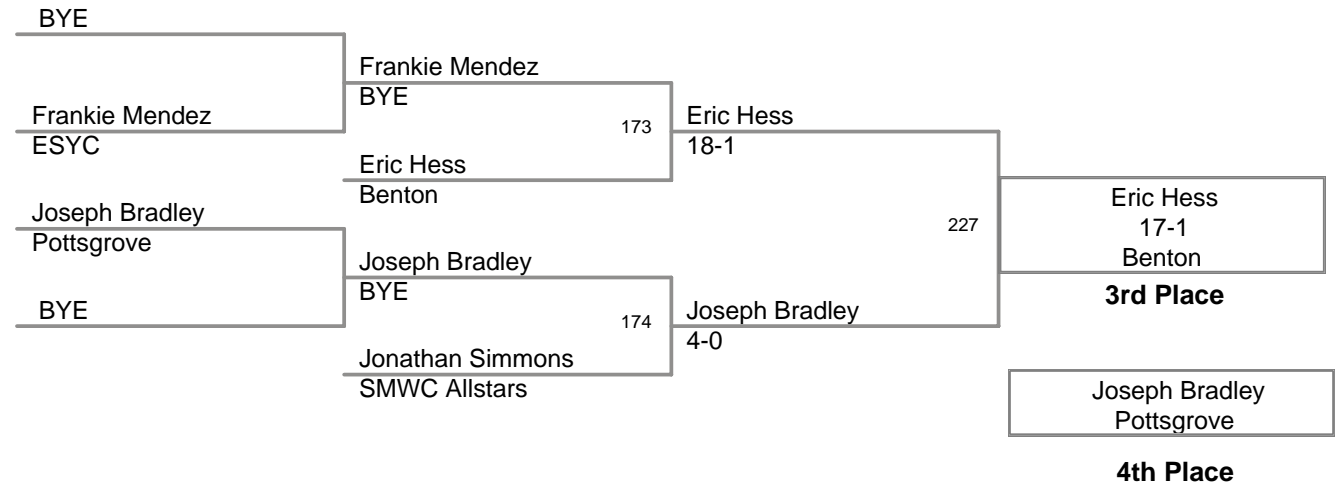 BYE
Frankie Mendez
ESYC
Joseph Bradley
Pottsgrove
BYE
Frankie Mendez
BYE
173
Eric Hess
Benton
Joseph Bradley
BYE
174
Jonathan Simmons
SMWC Allstars
Eric Hess
18-1
227
Joseph Bradley
4-0
Eric Hess
17-1
Benton
3rd Place
Joseph Bradley
Pottsgrove
4th Place